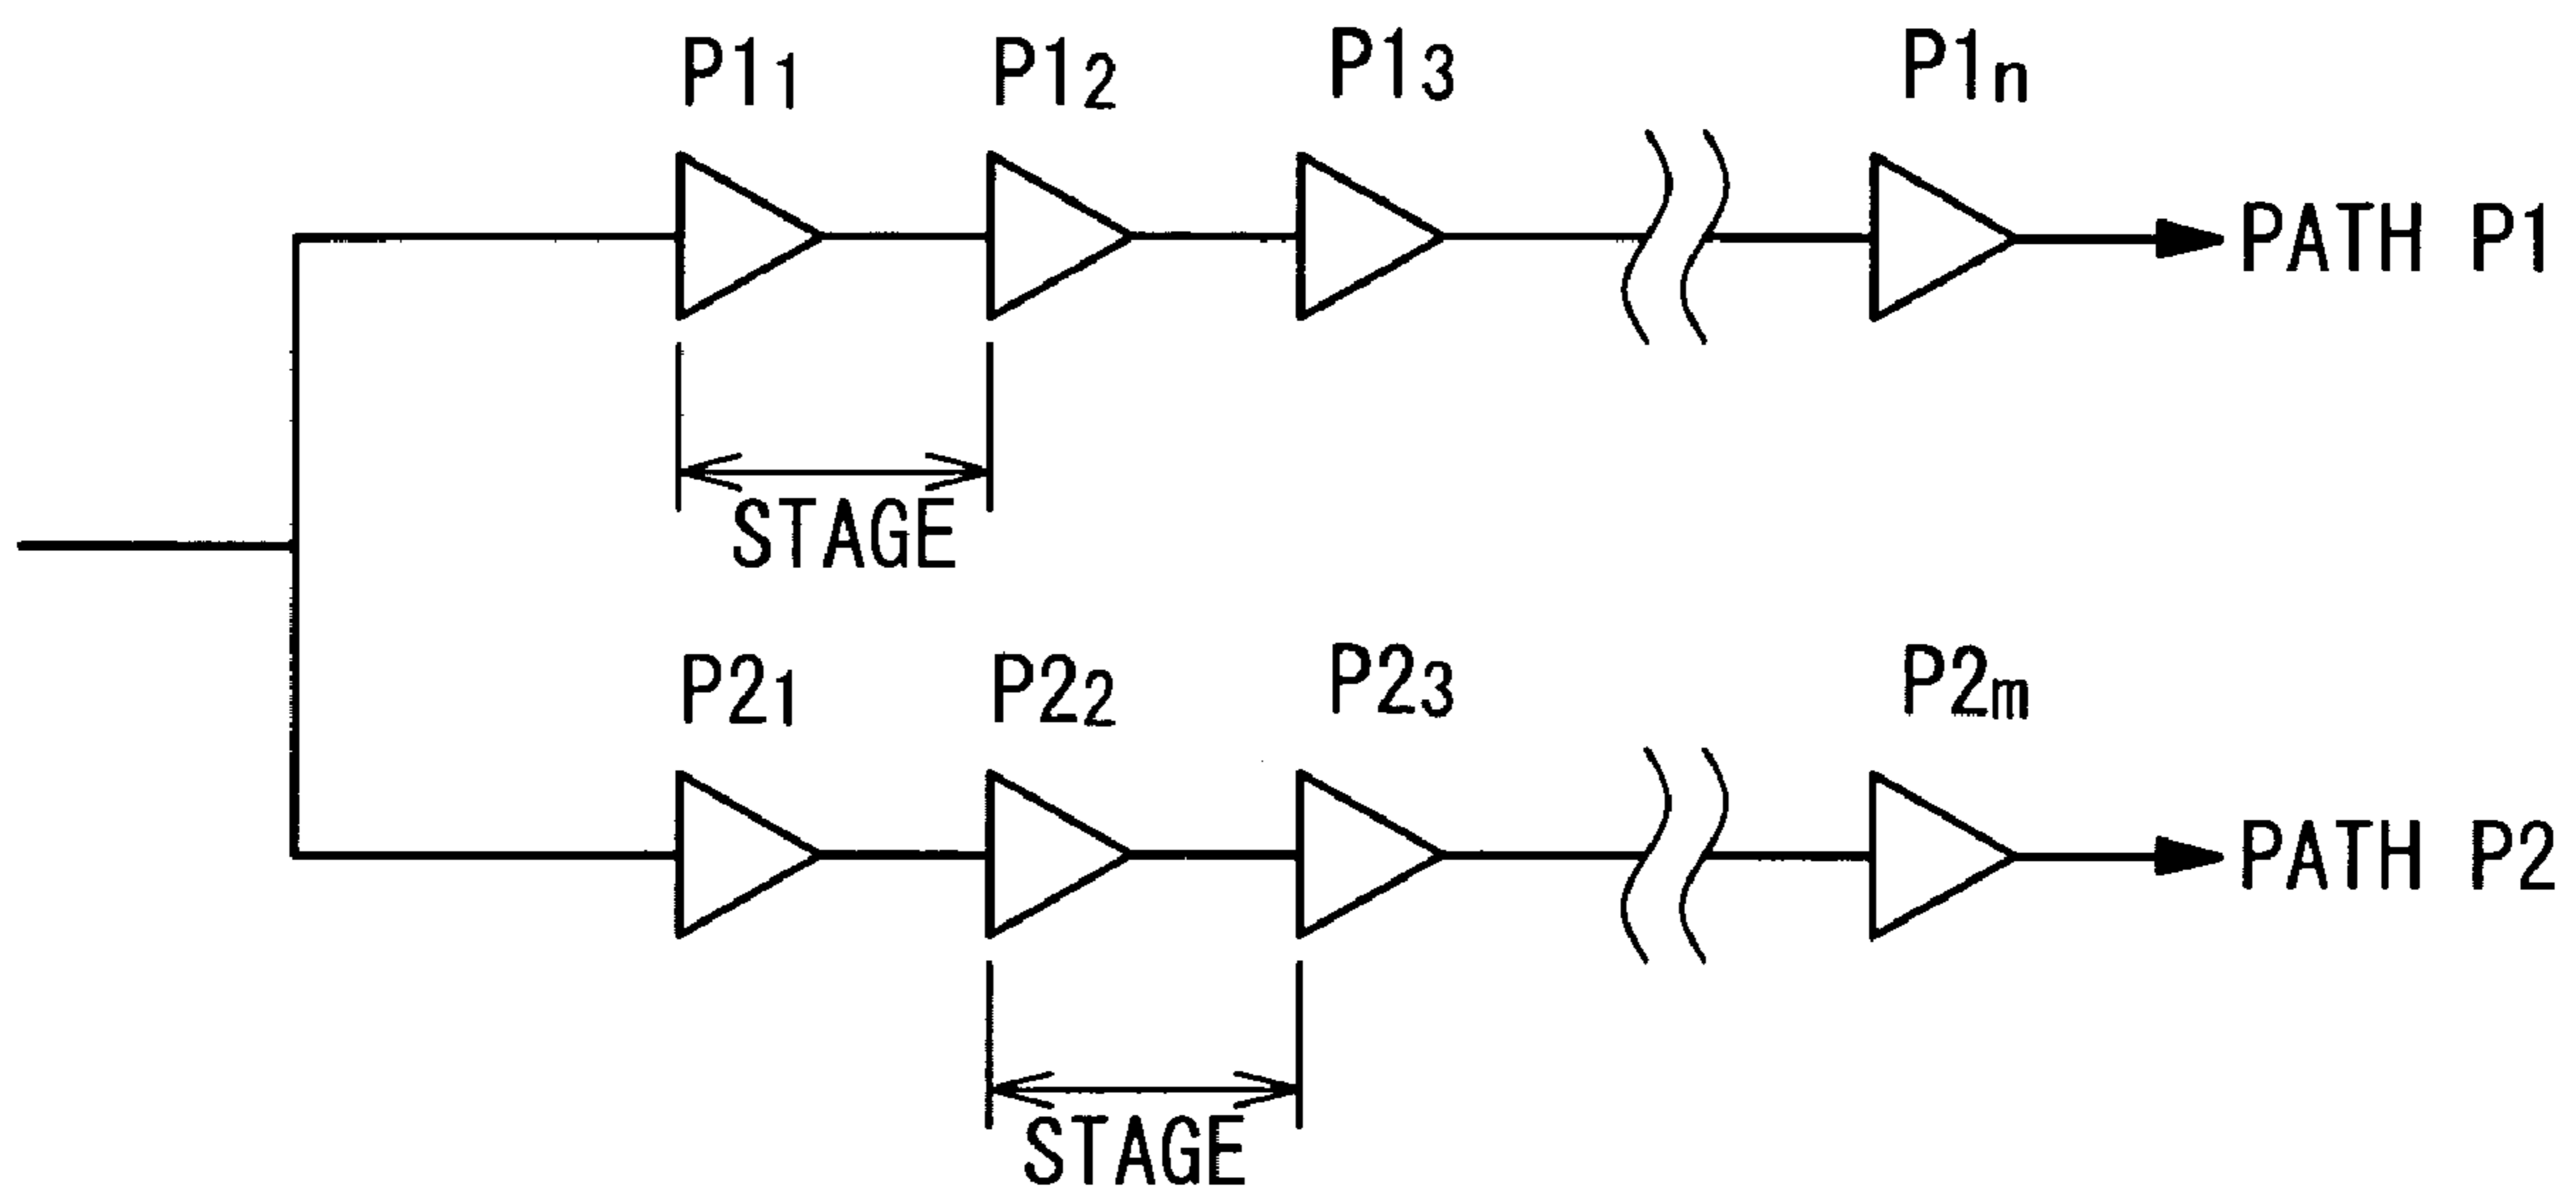 P1₁ P1₂ P1₃ P1ₙ
PATH P1
STAGE
P2₁ P2₂ P2₃ P2ₘ
PATH P2
STAGE